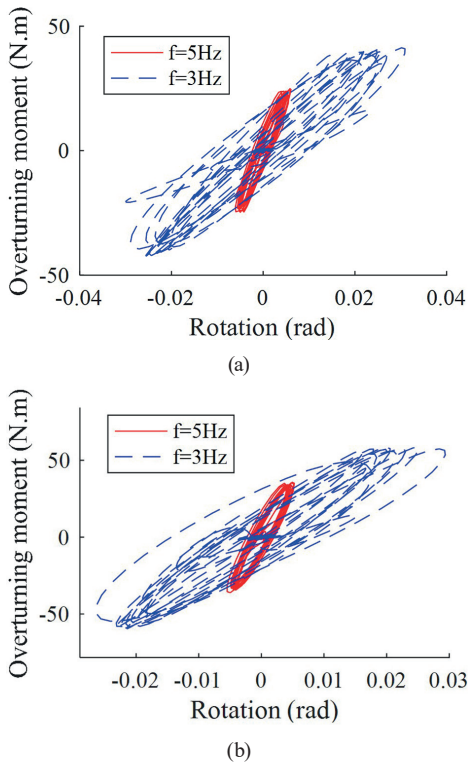 50
f=5Hz
f=3Hz
0
-50
-0.04 -0.02 0 0.02 0.04
Overturning moment (N.m)
Rotation (rad)
(a)
f=5Hz
f=3Hz
50
0
-50
-0.02 -0.01 0 0.01 0.02 0.03
Overturning moment (N.m)
Rotation (rad)
(b)